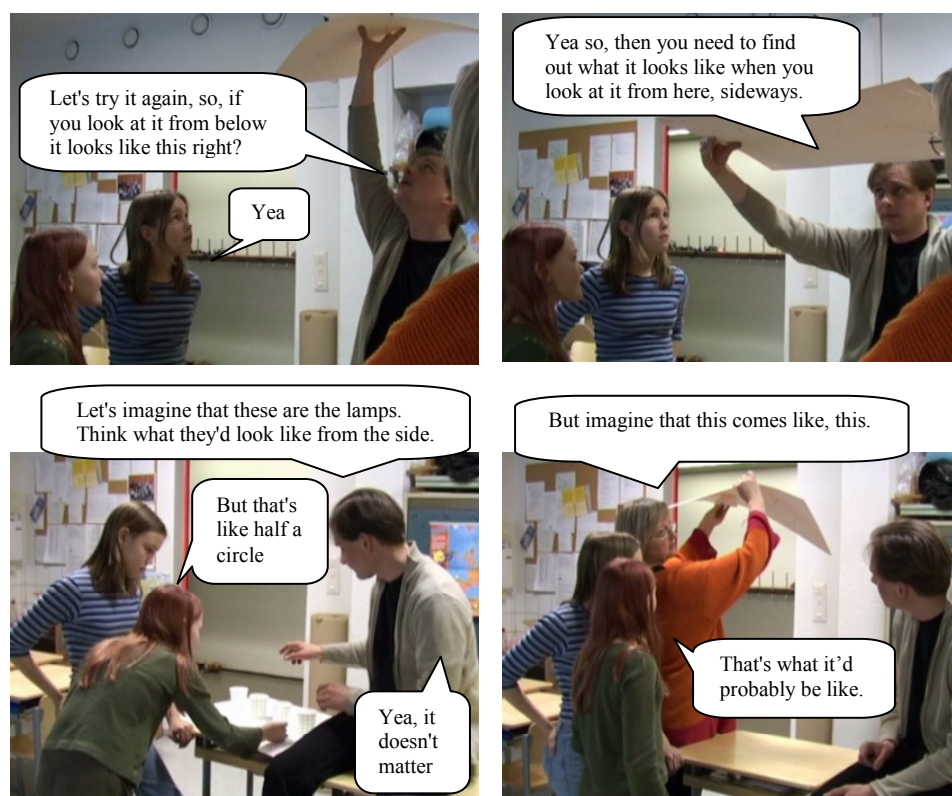 Let's try it again, so, if
you look at it from below
it looks like this right?
Yea
Yea so, then you need to find
out what it looks like when you
look at it from here, sideways.
Let's imagine that these are the lamps.
Think what they'd look like from the side.
But that's
like half a
circle
Yea, it
doesn't
matter
But imagine that this comes like, this.
That's what it’d
probably be like.